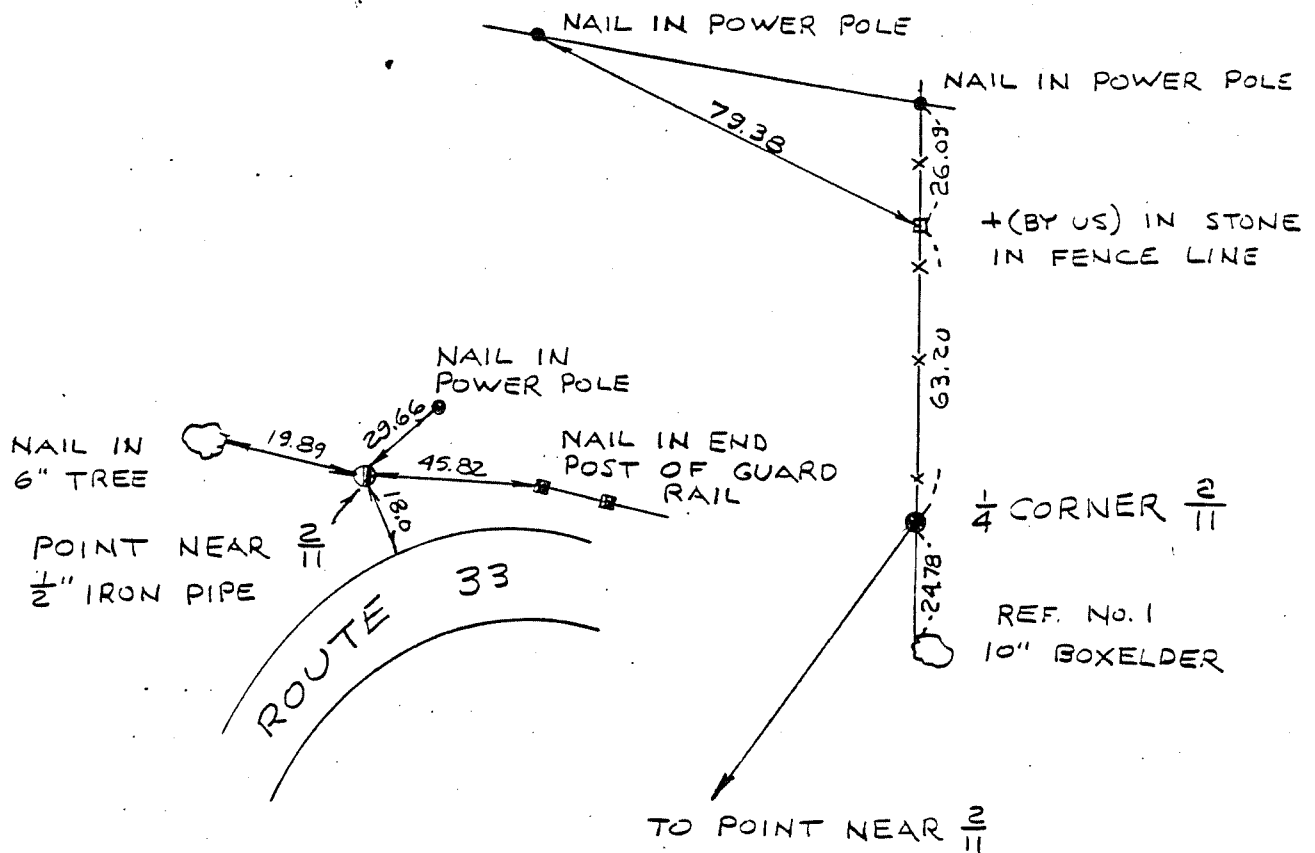 NAIL IN POWER POLE
NAIL IN POWER POLE
79.38
26.09
+(BY US) IN STONE
IN FENCE LINE
63.20
NAIL IN
POWER POLE
29.66
NAIL IN
6" TREE
19.89
45.82
NAIL IN END
POST OF GUARD
RAIL
18.0
POINT NEAR 2/11
1/2" IRON PIPE
ROUTE 33
1/4 CORNER 2/11
24.78
REF. NO. 1
10" BOXELDER
TO POINT NEAR 2/11